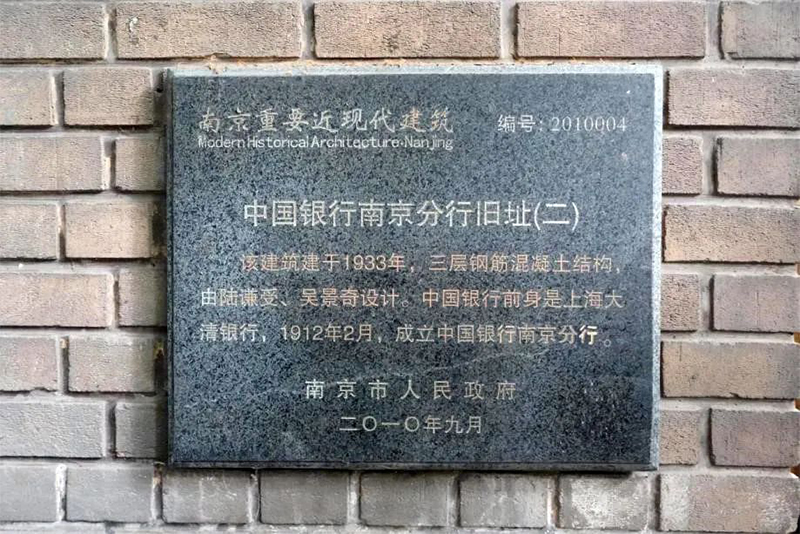 南京重要近现代建筑
编号: 2010004
Modern Historical Architecture·Nanjing
中国银行南京分行旧址(二)
该建筑建于1933年，三层钢筋混凝土结构，
由陆谦受、吴景奇设计。中国银行前身是上海大
清银行，1912年2月，成立中国银行南京分行。
南京市人民政府
二〇一〇年九月